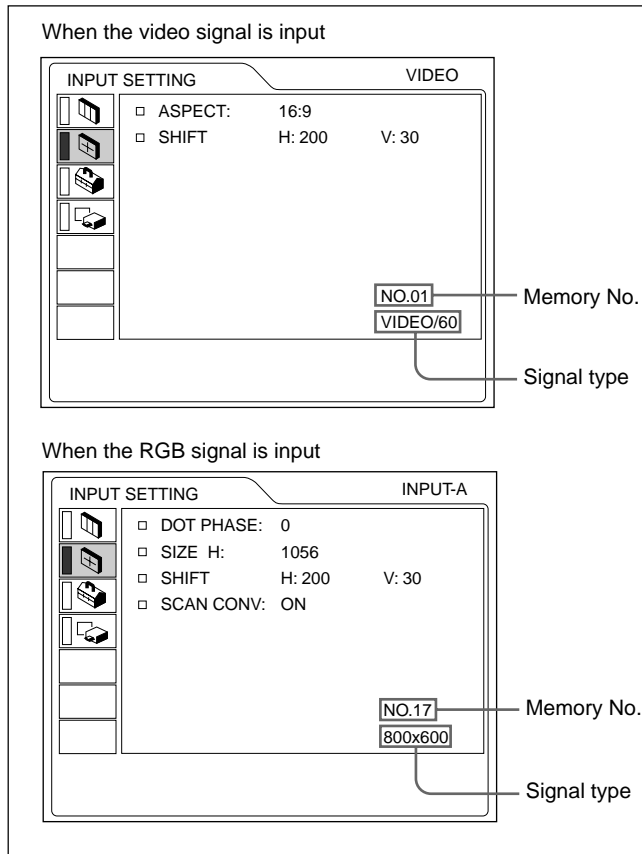 When the video signal is input
INPUT SETTING VIDEO
ASPECT: 16:9
SHIFT H: 200 V: 30
NO.01 Memory No.
VIDEO/60
Signal type
When the RGB signal is input
INPUT SETTING INPUT-A
DOT PHASE: 0
SIZE H: 1056
SHIFT H: 200 V: 30
SCAN CONV: ON
NO.17 Memory No.
800x600
Signal type